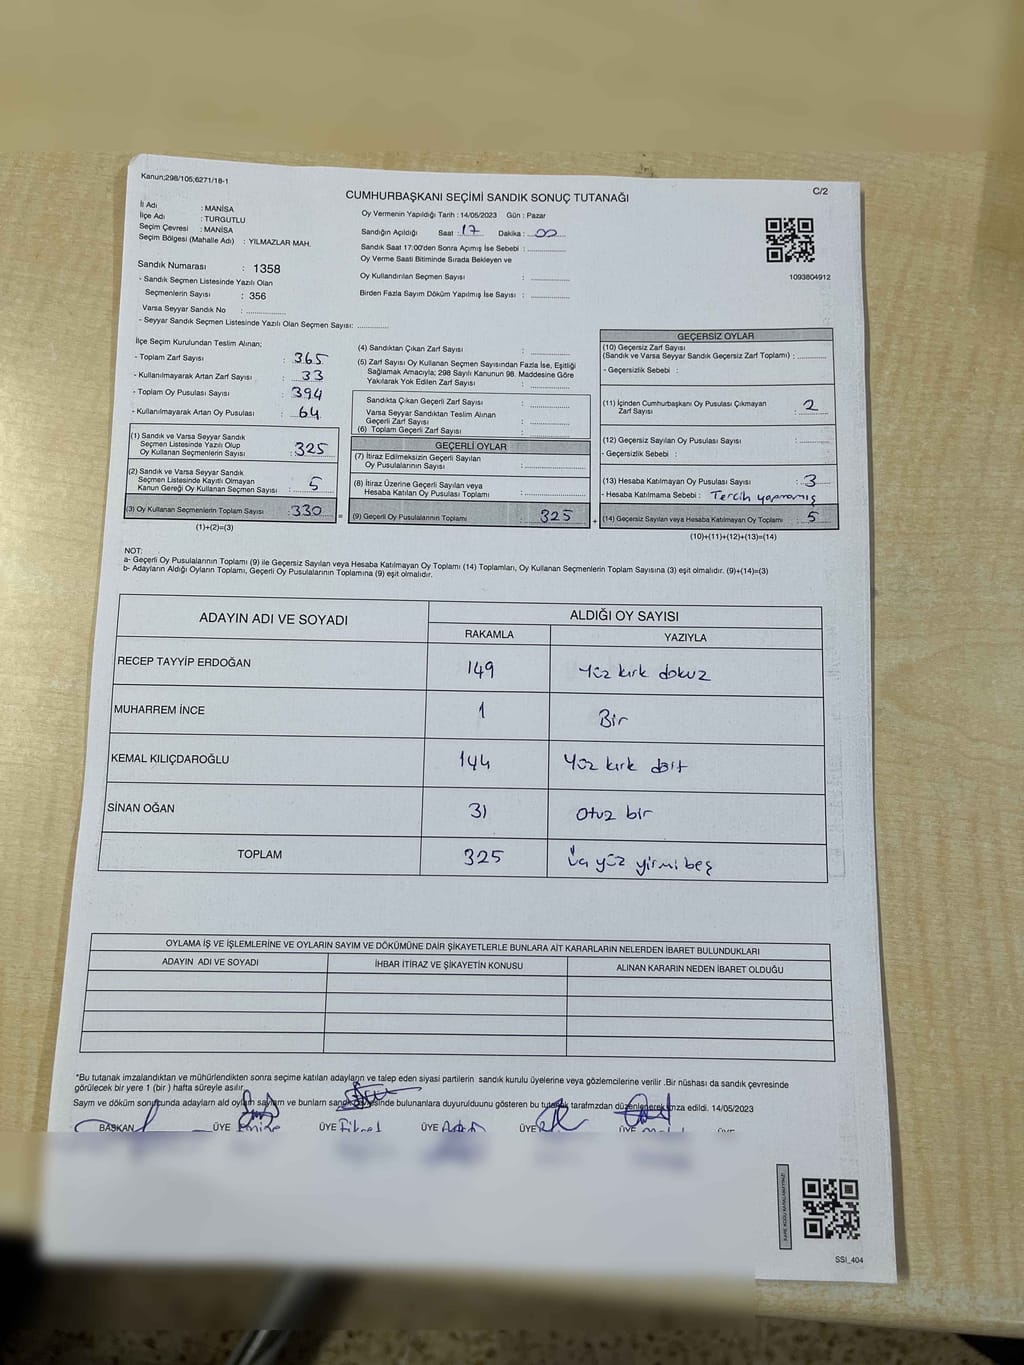 Kanun;298/105;6271/18-1
C/2
CUMHURBAŞKANI SEÇİMİ SANDIK SONUÇ TUTANAĞI
İl Adı : MANİSA
İlçe Adı : TURGUTLU
Seçim Çevresi : MANİSA
Seçim Bölgesi (Mahalle Adı) : YILMAZLAR MAH.
Sandık Numarası : 1358
- Sandık Seçmen Listesinde Yazılı Olan
Seçmenlerin Sayısı : 356
Varsa Seyyar Sandık No : ....................
- Seyyar Sandık Seçmen Listesinde Yazılı Olan Seçmen Sayısı: ................
Oy Vermenin Yapıldığı Tarih : 14/05/2023 Gün : Pazar
Sandığın Açıldığı Saat : 17 Dakika : 00
Sandık Saat 17:00'den Sonra Açımış İse Sebebi : ....................
Oy Verme Saati Bitiminde Sırada Bekleyen ve
Oy Kullandırılan Seçmen Sayısı : ....................
Birden Fazla Sayım Döküm Yapılmış İse Sayısı : ....................
1093804912
İlçe Seçim Kurulundan Teslim Alınan;
- Toplam Zarf Sayısı : 365
- Kullanılmayarak Artan Zarf Sayısı : 33
- Toplam Oy Pusulası Sayısı : 394
- Kullanılmayarak Artan Oy Pusulası : 64
(1) Sandık ve Varsa Seyyar Sandık
Seçmen Listesinde Yazılı Olup
Oy Kullanan Seçmenlerin Sayısı : 325
(2) Sandık ve Varsa Seyyar Sandık
Seçmen Listesinde Kayıtlı Olmayan
Kanun Gereği Oy Kullanan Seçmen Sayısı : 5
(3) Oy Kullanan Seçmenlerin Toplam Sayısı : 330
(1)+(2)=(3)
(4) Sandıktan Çıkan Zarf Sayısı : ....................
(5) Zarf Sayısı Oy Kullanan Seçmen Sayısından Fazla İse, Eşitliği
Sağlamak Amacıyla; 298 Sayılı Kanunun 98. Maddesine Göre
Yakılarak Yok Edilen Zarf Sayısı : ....................
Sandıkta Çıkan Geçerli Zarf Sayısı : ....................
Varsa Seyyar Sandıktan Teslim Alınan
Geçerli Zarf Sayısı : ....................
(6) Toplam Geçerli Zarf Sayısı : ....................
GEÇERLİ OYLAR
(7) İtiraz Edilmeksizin Geçerli Sayılan
Oy Pusulalarının Sayısı : ....................
(8) İtiraz Üzerine Geçerli Sayılan veya
Hesaba Katılan Oy Pusulası Toplamı : ....................
= (9) Geçerli Oy Pusulalarının Toplamı 325
GEÇERSİZ OYLAR
(10) Geçersiz Zarf Sayısı
(Sandık ve Varsa Seyyar Sandık Geçersiz Zarf Toplamı) : ............
- Geçersizlik Sebebi :
(11) İçinden Cumhurbaşkanı Oy Pusulası Çıkmayan
Zarf Sayısı : 2
(12) Geçersiz Sayılan Oy Pusulası Sayısı : ............
- Geçersizlik Sebebi :
(13) Hesaba Katılmayan Oy Pusulası Sayısı : 3
- Hesaba Katılmama Sebebi : Tercih yapmamış
+ (14) Geçersiz Sayılan veya Hesaba Katılmayan Oy Toplamı : 5
(10)+(11)+(12)+(13)=(14)
NOT:
a- Geçerli Oy Pusulalarının Toplamı (9) ile Geçersiz Sayılan veya Hesaba Katılmayan Oy Toplamı (14) Toplamları, Oy Kullanan Seçmenlerin Toplam Sayısına (3) eşit olmalıdır. (9)+(14)=(3)
b- Adayların Aldığı Oyların Toplamı, Geçerli Oy Pusulalarının Toplamına (9) eşit olmalıdır.
ADAYIN ADI VE SOYADI ALDIĞI OY SAYISI
RAKAMLA YAZIYLA
RECEP TAYYİP ERDOĞAN 149 Yüz kırk dokuz
MUHARREM İNCE 1 Bir
KEMAL KILIÇDAROĞLU 144 Yüz kırk dört
SİNAN OĞAN 31 Otuz bir
TOPLAM 325 Üç yüz yirmi beş
OYLAMA İŞ VE İŞLEMLERİNE VE OYLARIN SAYIM VE DÖKÜMÜNE DAİR ŞİKAYETLERLE BUNLARA AİT KARARLARIN NELERDEN İBARET BULUNDUKLARI
ADAYIN ADI VE SOYADI İHBAR İTİRAZ VE ŞİKAYETİN KONUSU ALINAN KARARIN NEDEN İBARET OLDUĞU
*Bu tutanak imzalandıktan ve mühürlendikten sonra seçime katılan adayların ve talep eden siyasi partilerin sandık kurulu üyelerine veya gözlemcilerine verilir .Bir nüshası da sandık çevresinde
görülecek bir yere 1 (bir ) hafta süreyle asılır.
Sayım ve döküm sonucunda adayların ald oyların sayısını ve bunların sandık çevresinde bulunanlara duyurulduunu gösteren bu tutanak tarafmzdan düzenlenerek imza edildi. 14/05/2023
BAŞKAN ÜYE ÜYE Fikret ÜYE ÜYE ÜYE
SSI_404